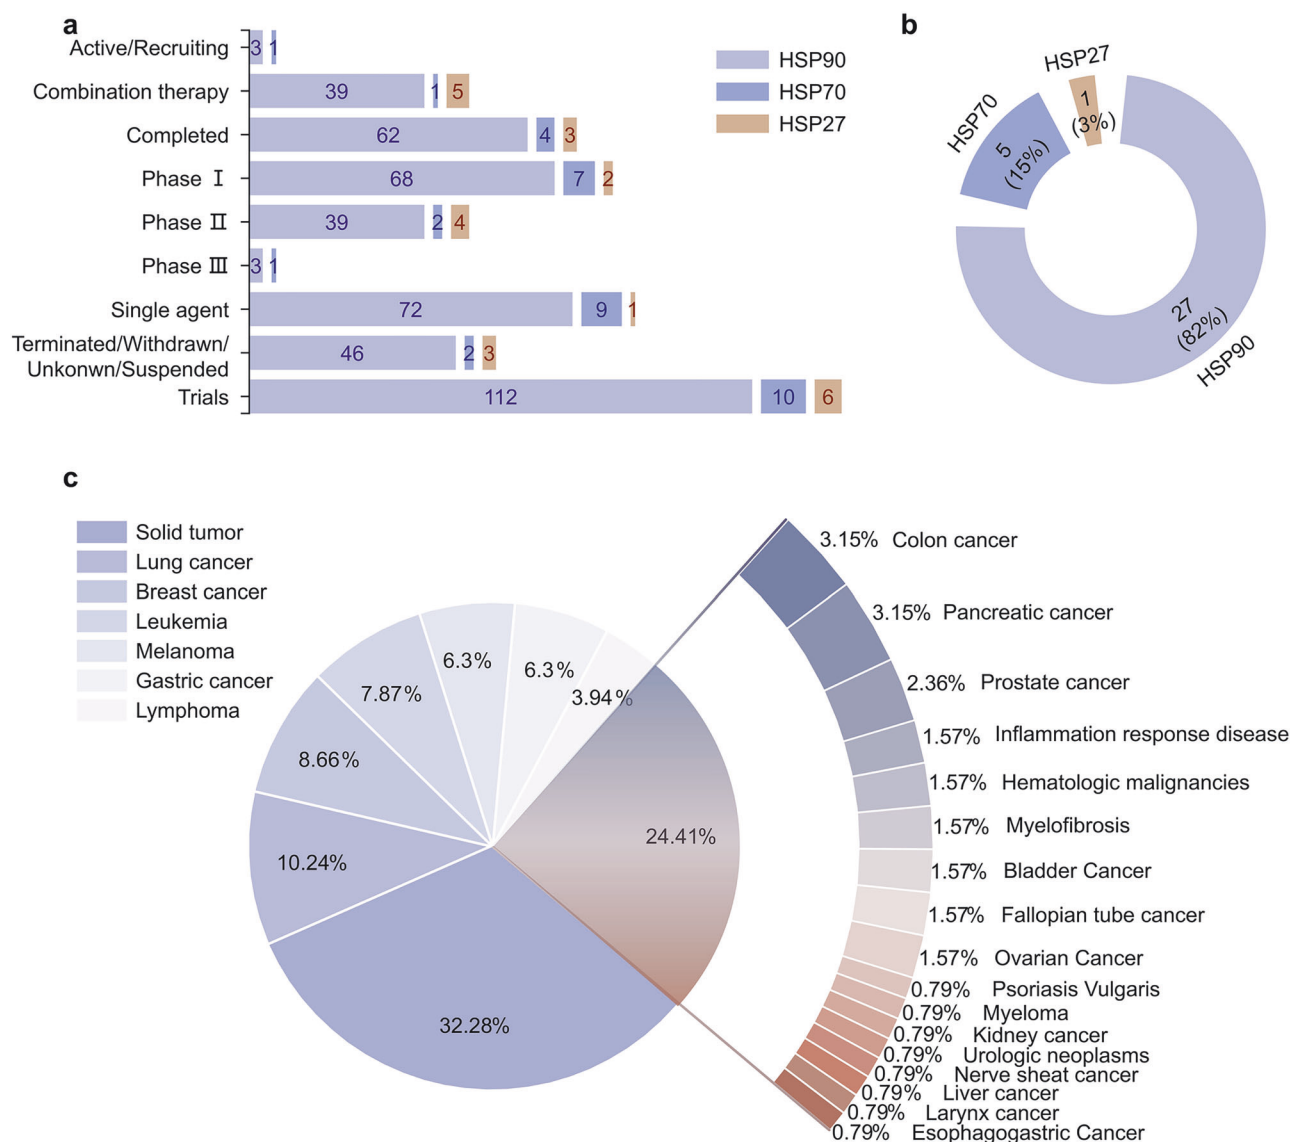 a
Active/Recruiting 3 1
Combination therapy 39 1 5
Completed 62 4 3
Phase I 68 7 2
Phase II 39 2 4
Phase III 3 1
Single agent 72 9 1
Terminated/Withdrawn/
Unkonwn/Suspended 46 2 3
Trials 112 10 6
HSP90
HSP70
HSP27
b
HSP27
1
(3%)
HSP70
5
(15%)
27
(82%)
HSP90
c
Solid tumor
Lung cancer
Breast cancer
Leukemia
Melanoma
Gastric cancer
Lymphoma
6.3%
6.3%
3.94%
7.87%
8.66%
10.24%
32.28%
24.41%
3.15% Colon cancer
3.15% Pancreatic cancer
2.36% Prostate cancer
1.57% Inflammation response disease
1.57% Hematologic malignancies
1.57% Myelofibrosis
1.57% Bladder Cancer
1.57% Fallopian tube cancer
1.57% Ovarian Cancer
0.79% Psoriasis Vulgaris
0.79% Myeloma
0.79% Kidney cancer
0.79% Urologic neoplasms
0.79% Nerve sheat cancer
0.79% Liver cancer
0.79% Larynx cancer
0.79% Esophagogastric Cancer